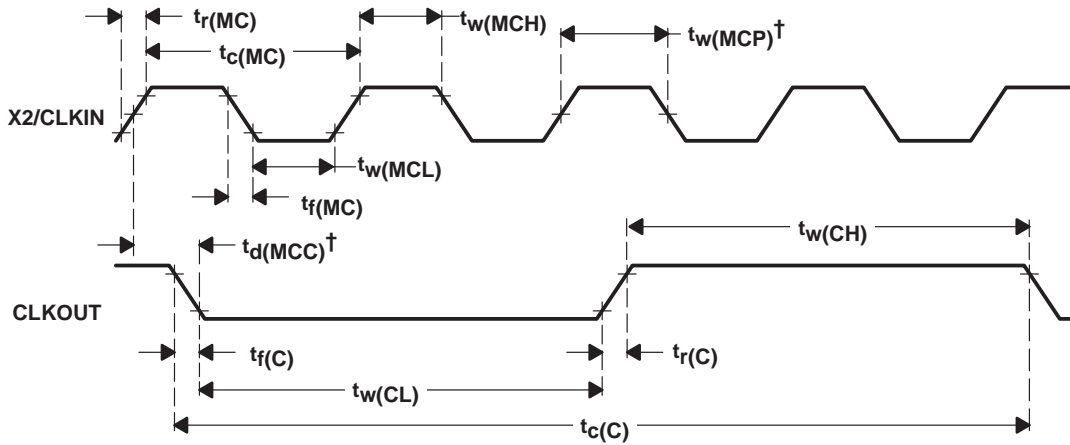 tr(MC)
tw(MCH)
tw(MCP)†
tc(MC)
X2/CLKIN
tw(MCL)
tf(MC)
td(MCC)†
tw(CH)
CLKOUT
tf(C)
tr(C)
tw(CL)
tc(C)